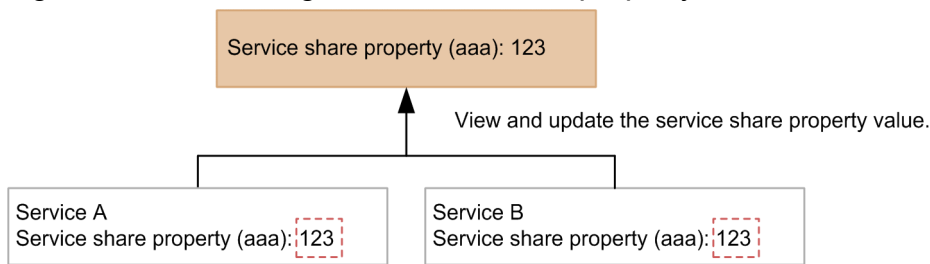 Service share property (aaa): 123
View and update the service share property value.
Service A
Service share property (aaa): 123
Service B
Service share property (aaa): 123